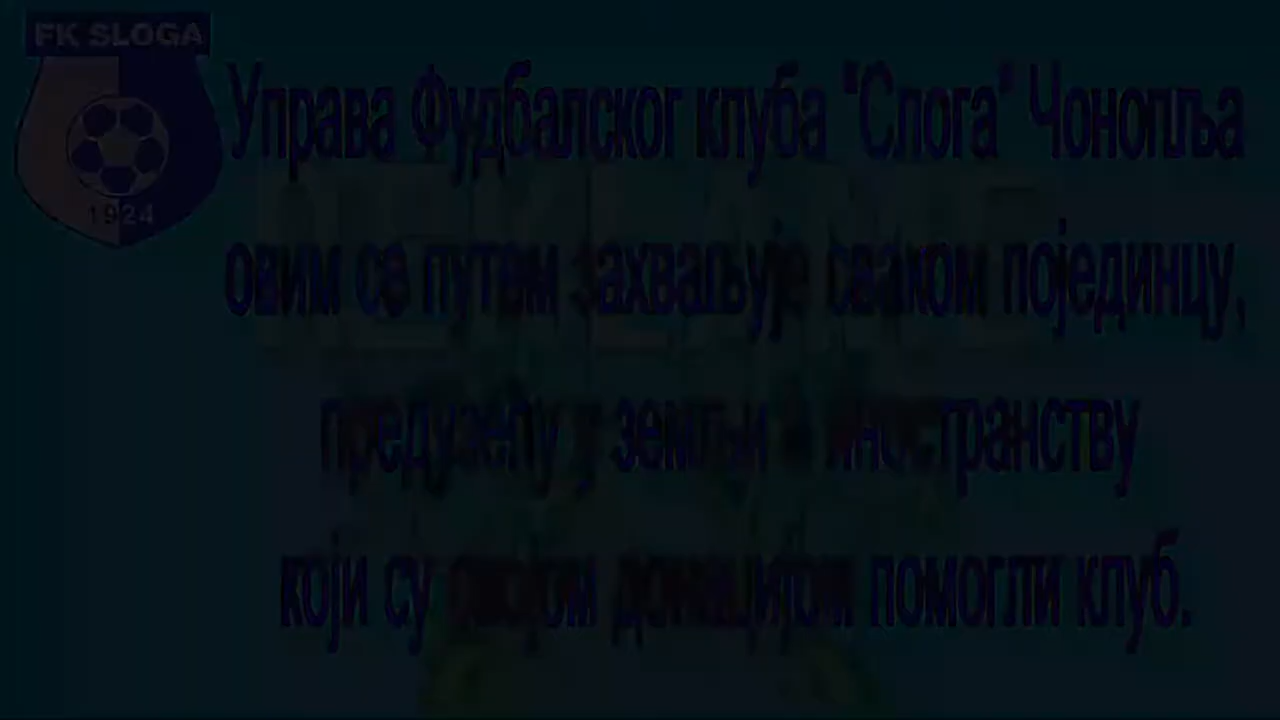 FK SLOGA
1924
Управа Фудбалског клуба "Слога" Чонопља
овим се путем захваљује сваком појединцу,
предузећу у земљи и иностранству
који су својом донацијом помогли клуб.